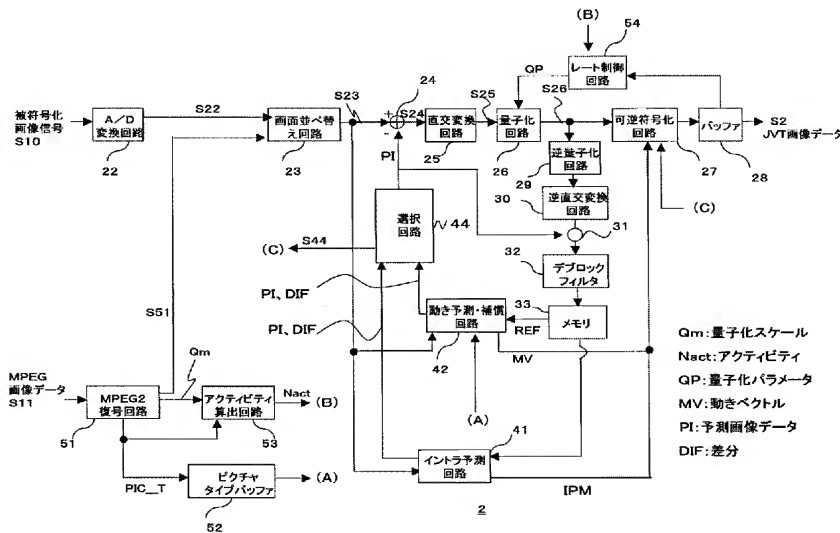 (B)
54
レート制御
回路
QP
被符号化
画像信号
S10
A/D
変換回路
22
S22
画面並べ替
え回路
23
S23
24
+
-
S24
直交変換
回路
25
S25
量子化
回路
26
S26
可逆符号化
回路
27
バッファ
28
S2
JVT画像データ
PI
逆量子化
回路
29
30
逆直交変換
回路
31
(C)
選択
回路
44
(C)
S44
32
デブロック
フィルタ
S51
PI、DIF
PI、DIF
33
メモリ
動き予測・補償
回路
42
REF
MV
(A)
MPEG
画像データ
S11
Qm
MPEG2
復号回路
51
アクティビティ
算出回路
53
Nact
(B)
PIC_T
ピクチャ
タイプバッファ
52
(A)
41
イントラ予測
回路
IPM
2
Qm:量子化スケール
Nact:アクティビティ
QP:量子化パラメータ
MV:動きベクトル
PI:予測画像データ
DIF:差分